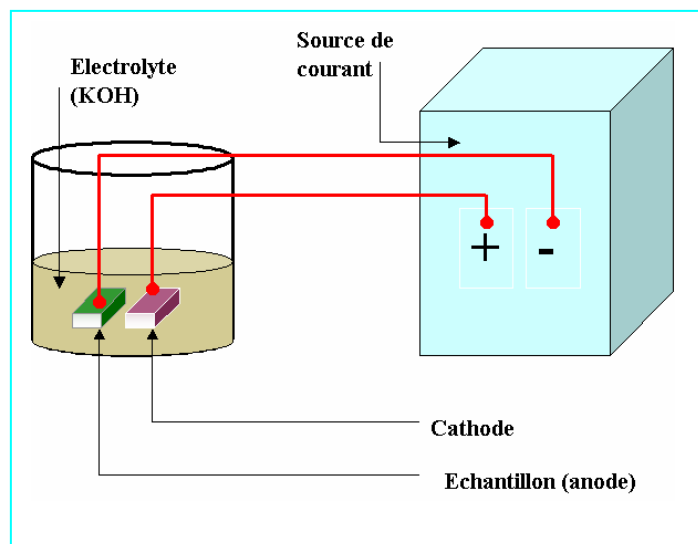 Source de
courant
Electrolyte
(KOH)
+ -
Cathode
Echantillon (anode)